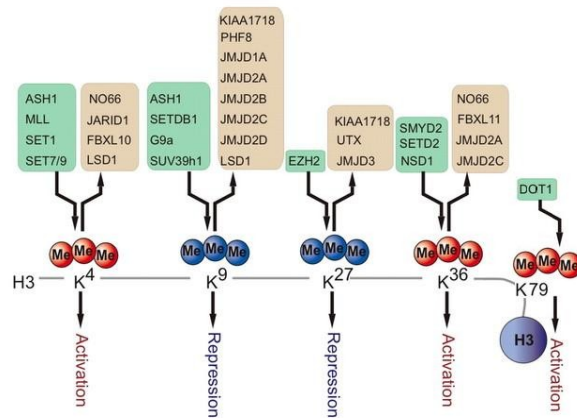 ASH1
MLL
SET1
SET7/9
NO66
JARID1
FBXL10
LSD1
ASH1
SETDB1
G9a
SUV39h1
KIAA1718
PHF8
JMJD1A
JMJD2A
JMJD2B
JMJD2C
JMJD2D
LSD1
EZH2
KIAA1718
UTX
JMJD3
SMYD2
SETD2
NSD1
NO66
FBXL11
JMJD2A
JMJD2C
DOT1
Me Me Me
Me Me Me
Me Me Me
Me Me Me
Me Me Me
H3
K4
K9
K27
K36
K79
H3
Activation
Repression
Repression
Activation
Activation